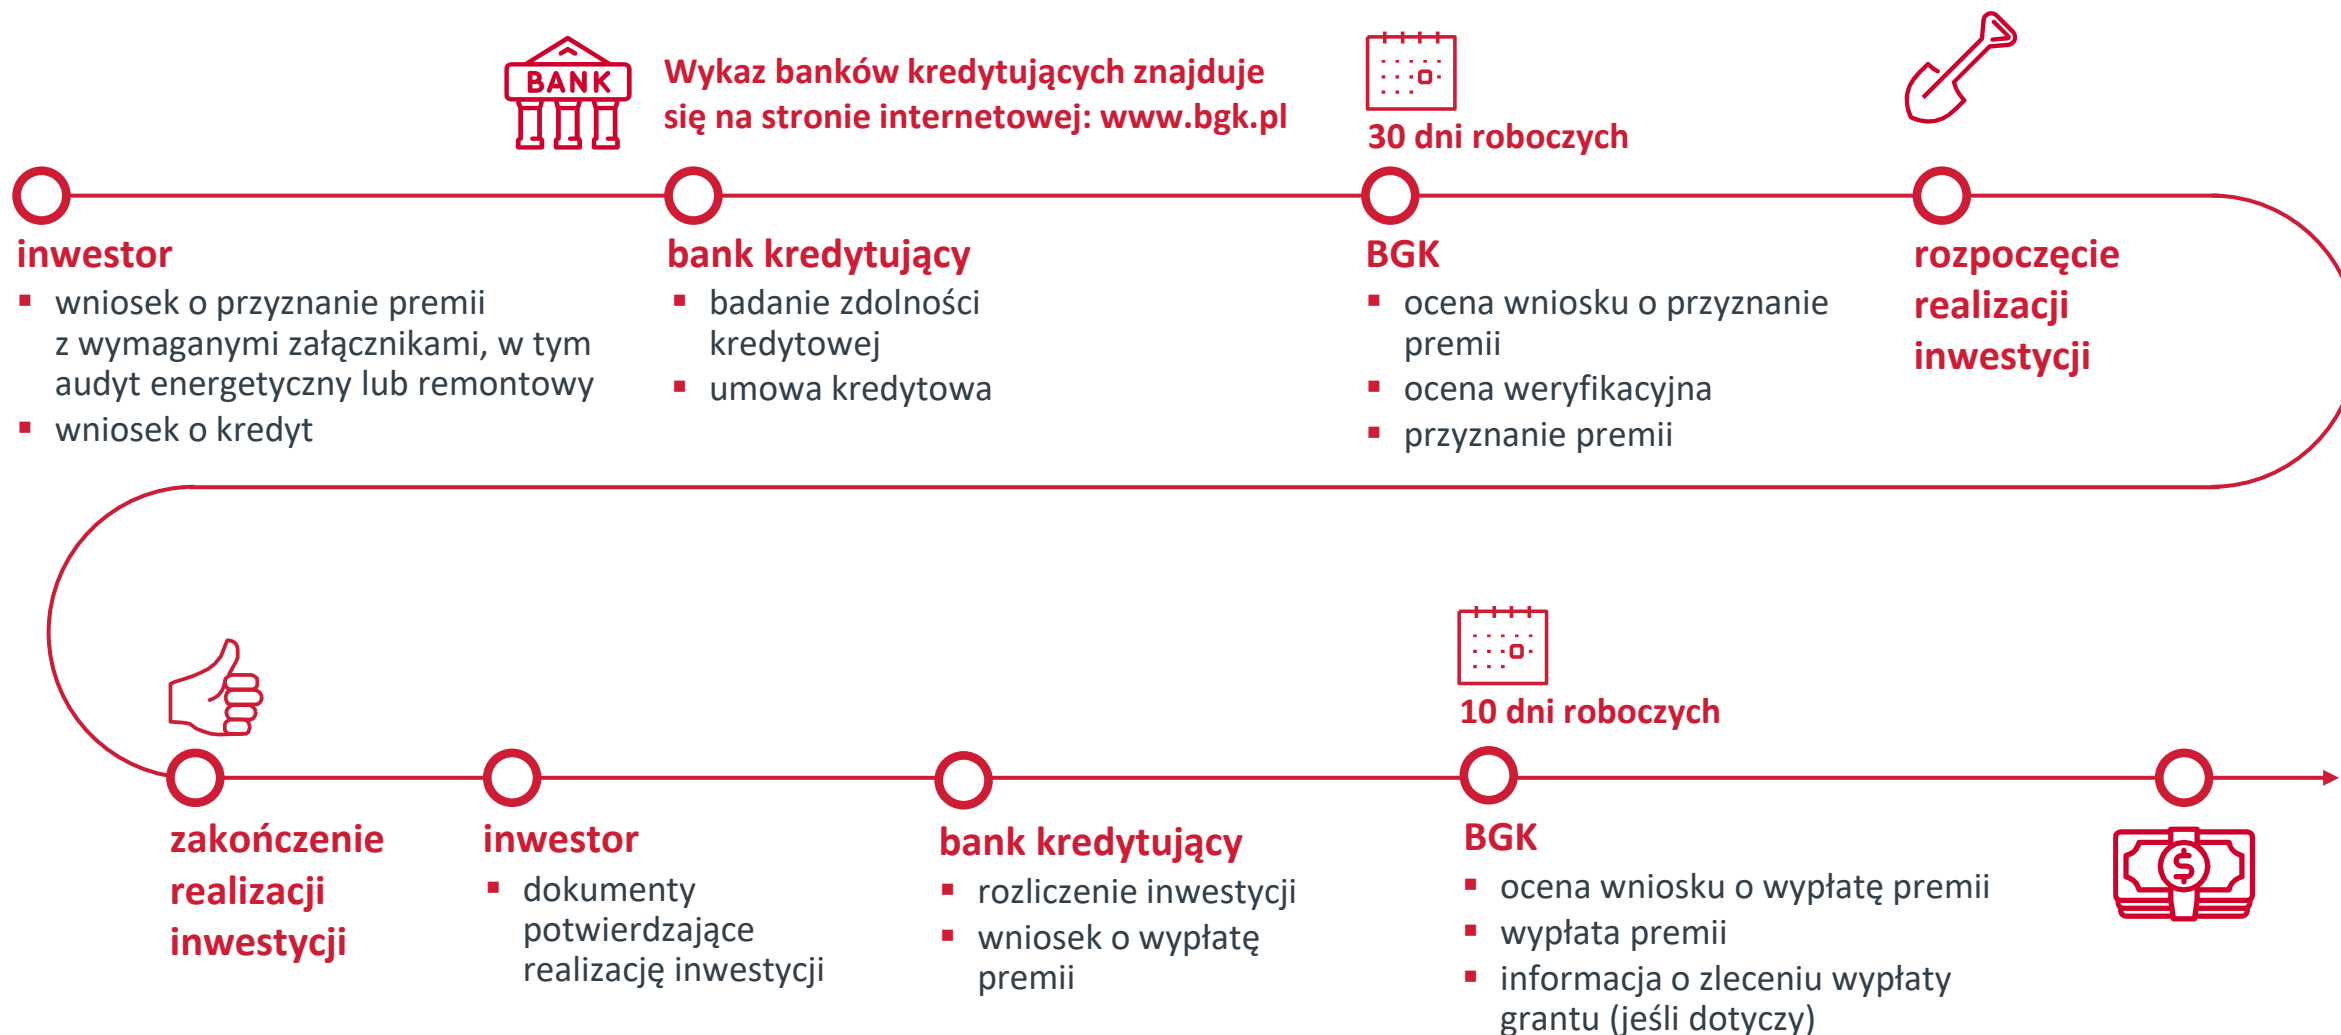 BANK
Wykaz banków kredytujących znajduje
się na stronie internetowej: www.bgk.pl
30 dni roboczych
inwestor
▪ wniosek o przyznanie premii
z wymaganymi załącznikami, w tym
audyt energetyczny lub remontowy
▪ wniosek o kredyt
bank kredytujący
▪ badanie zdolności
kredytowej
▪ umowa kredytowa
BGK
▪ ocena wniosku o przyznanie
premii
▪ ocena weryfikacyjna
▪ przyznanie premii
rozpoczęcie
realizacji
inwestycji
zakończenie
realizacji
inwestycji
inwestor
▪ dokumenty
potwierdzające
realizację inwestycji
bank kredytujący
▪ rozliczenie inwestycji
▪ wniosek o wypłatę
premii
10 dni roboczych
BGK
▪ ocena wniosku o wypłatę premii
▪ wypłata premii
▪ informacja o zleceniu wypłaty
grantu (jeśli dotyczy)
$